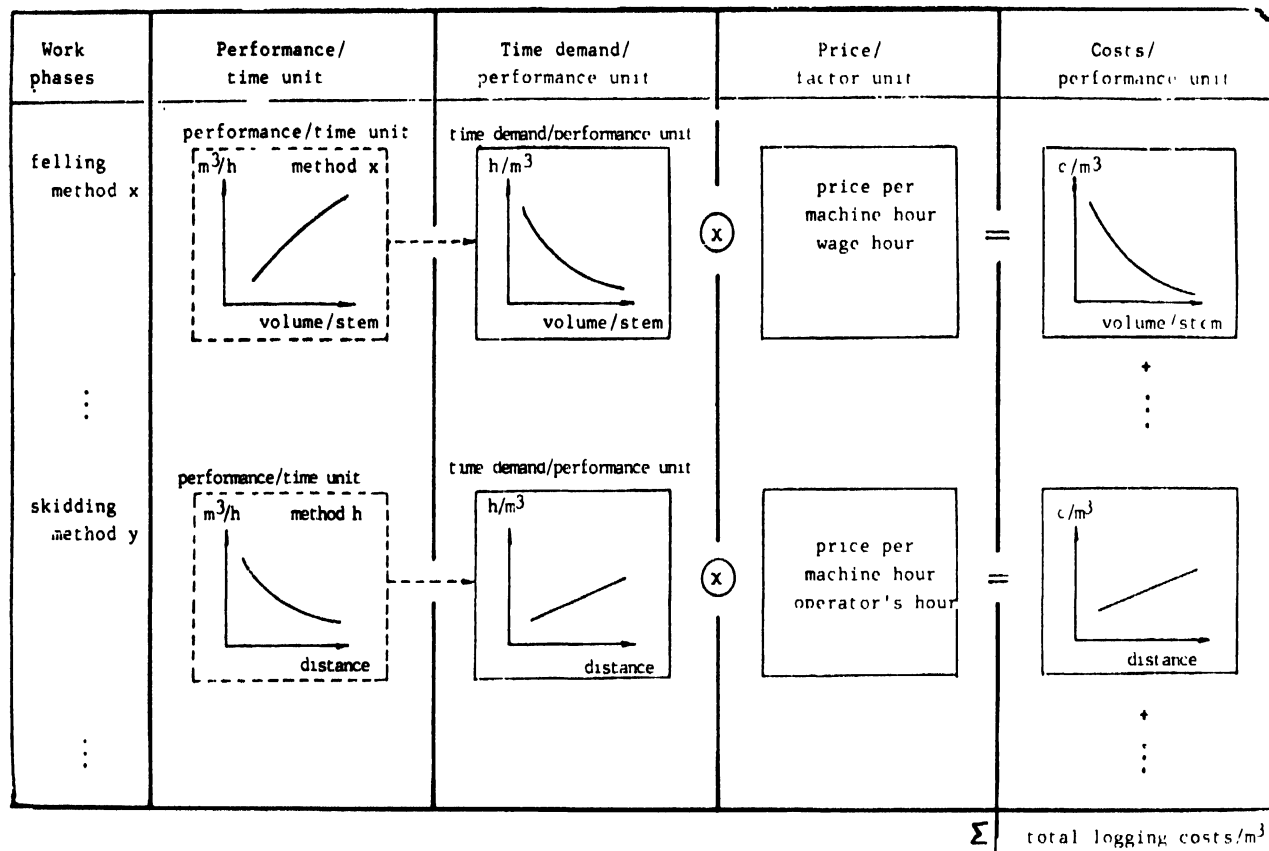 Work
phases
Performance/
time unit
Time demand/
performance unit
Price/
factor unit
Costs/
performance unit
felling
method x
performance/time unit
m³/h
method x
volume/stem
time demand/performance unit
h/m³
volume/stem
x
price per
machine hour
wage hour
=
c/m³
volume/stem
+
⋮
⋮
skidding
method y
performance/time unit
m³/h
method h
distance
time demand/performance unit
h/m³
distance
x
price per
machine hour
operator's hour
=
c/m³
distance
+
⋮
⋮
Σ total logging costs/m³